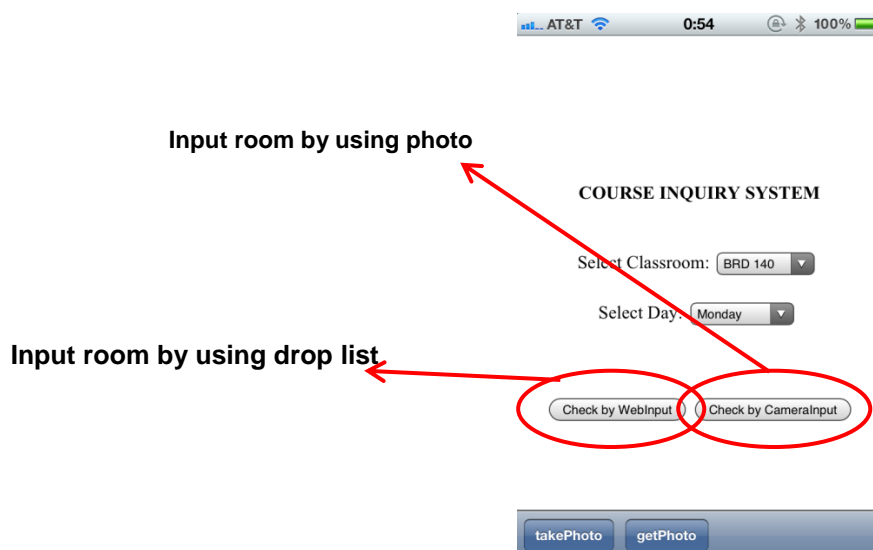 AT&T 0:54 100%
Input room by using photo
COURSE INQUIRY SYSTEM
Select Classroom: BRD 140
Select Day: Monday
Input room by using drop list
Check by WebInput Check by CameraInput
takePhoto getPhoto